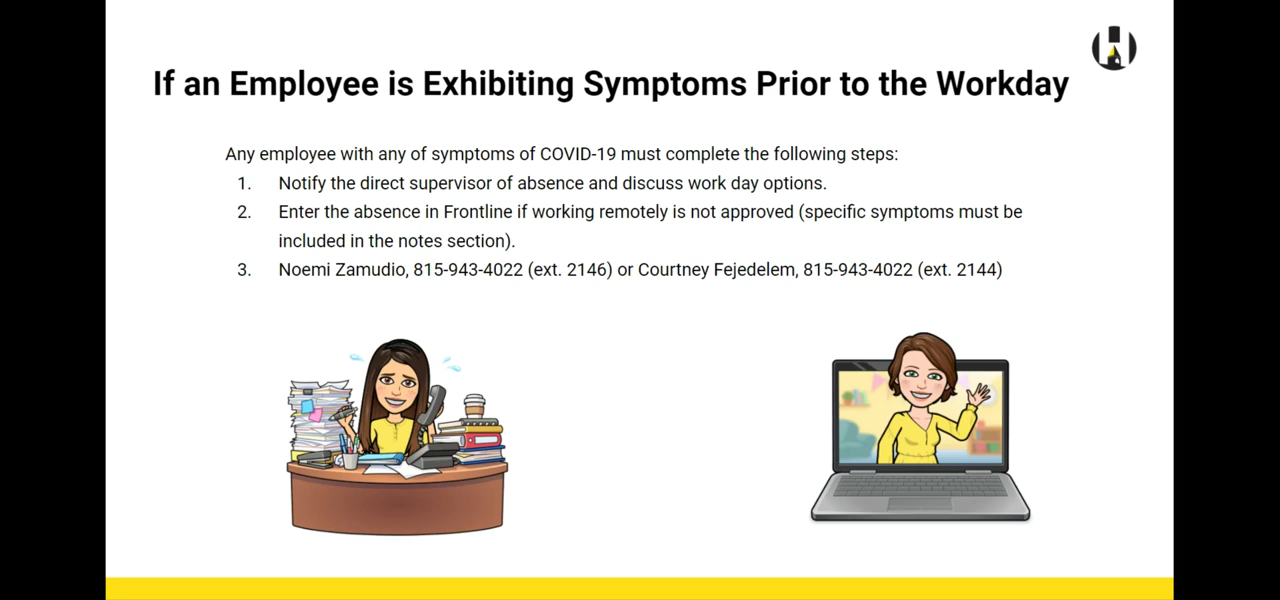 If an Employee is Exhibiting Symptoms Prior to the Workday
Any employee with any of symptoms of COVID-19 must complete the following steps:
1. Notify the direct supervisor of absence and discuss work day options.
2. Enter the absence in Frontline if working remotely is not approved (specific symptoms must be
included in the notes section).
3. Noemi Zamudio, 815-943-4022 (ext. 2146) or Courtney Fejedelem, 815-943-4022 (ext. 2144)